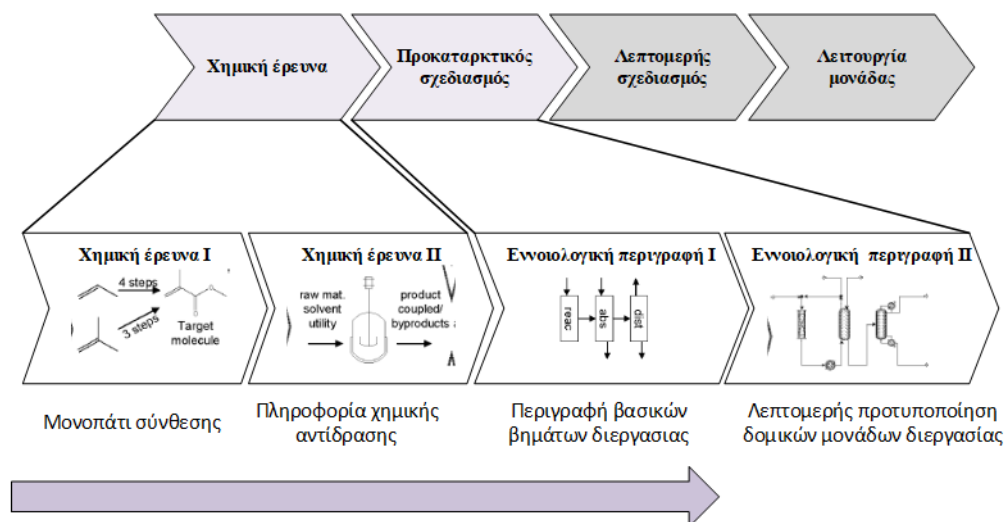 Χημική έρευνα
Προκαταρκτικός
σχεδιασμός
Λεπτομερής
σχεδιασμός
Λειτουργία
μονάδας
Χημική έρευνα Ι
4 steps
3 steps
Target
molecule
Χημική έρευνα ΙΙ
raw mat.
solvent
utility
product
coupled/
byproducts
Εννοιολογική περιγραφή Ι
reac
abs
dist
Εννοιολογική περιγραφή ΙΙ
Μονοπάτι σύνθεσης
Πληροφορία χημικής
αντίδρασης
Περιγραφή βασικών
βημάτων διεργασιας
Λεπτομερής προτυποποίηση
δομικών μονάδων διεργασίας